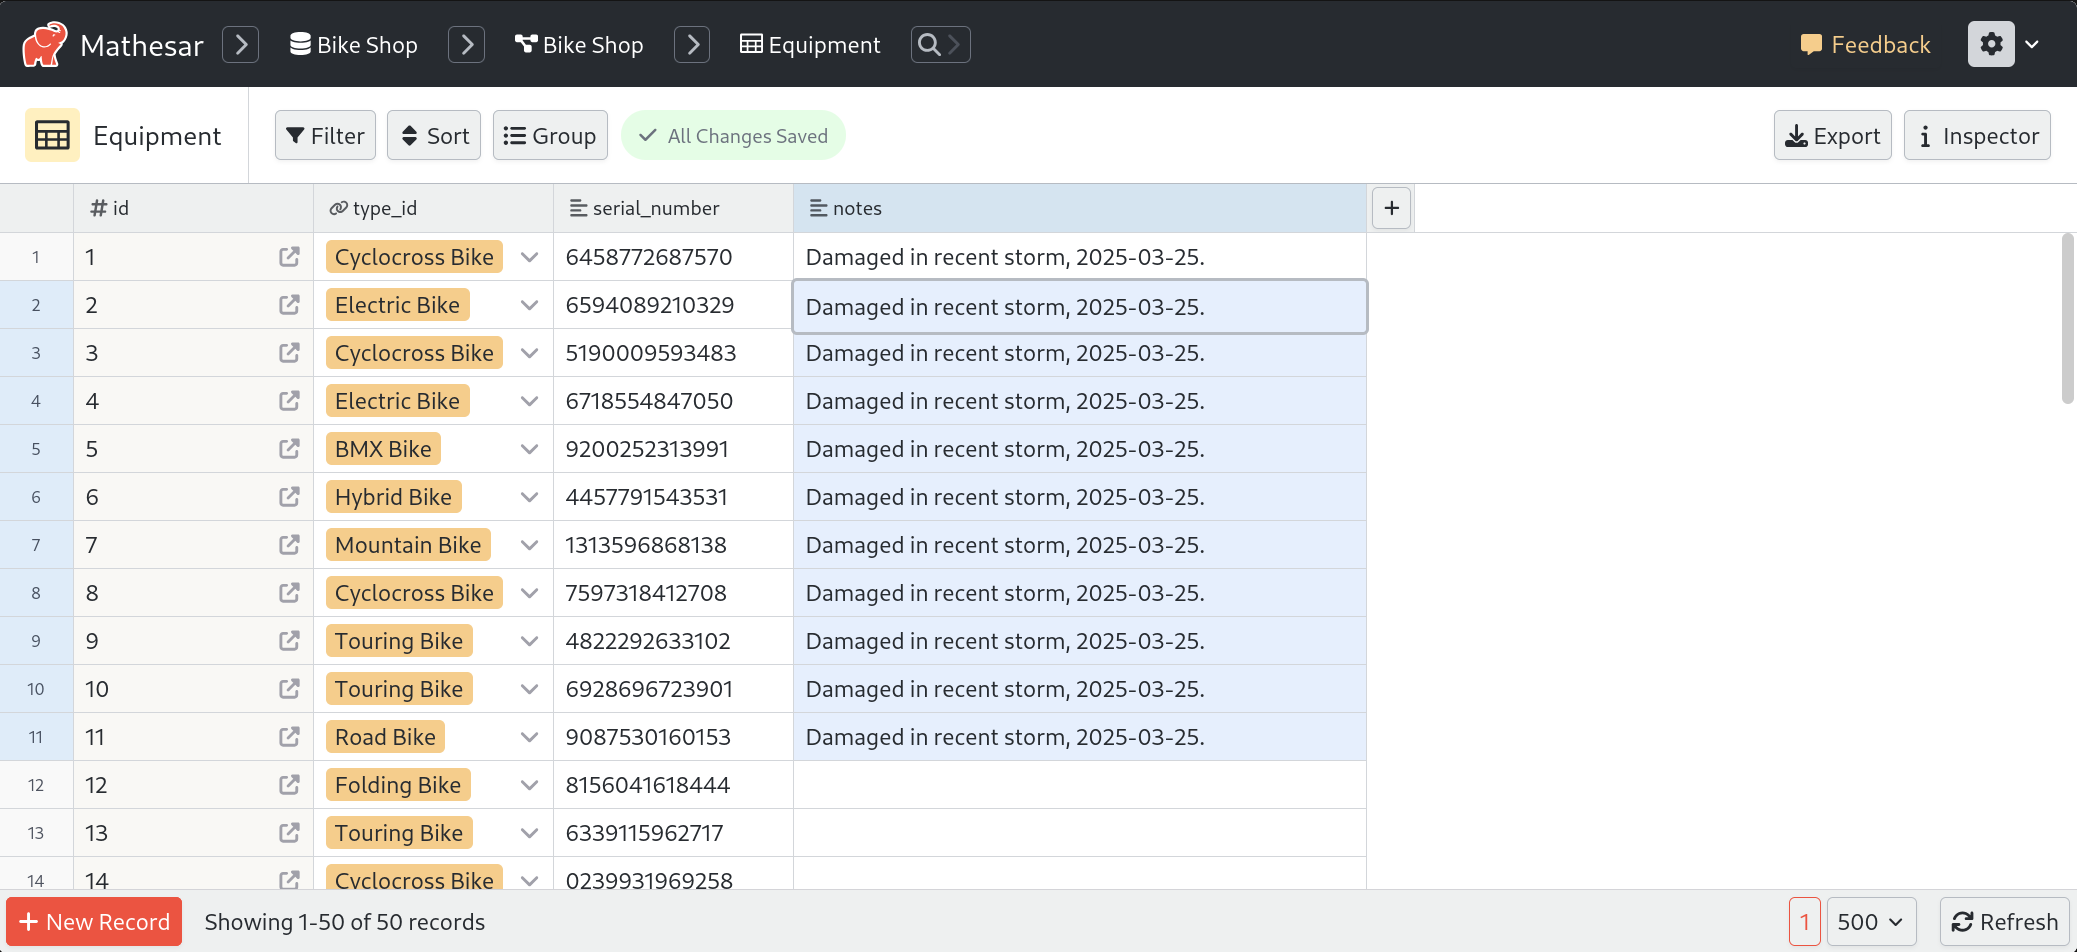 Mathesar Bike Shop Bike Shop Equipment Feedback
Equipment Filter Sort Group All Changes Saved Export Inspector
id type_id serial_number notes +
1 1 Cyclocross Bike 6458772687570 Damaged in recent storm, 2025-03-25.
2 2 Electric Bike 6594089210329 Damaged in recent storm, 2025-03-25.
3 3 Cyclocross Bike 5190009593483 Damaged in recent storm, 2025-03-25.
4 4 Electric Bike 6718554847050 Damaged in recent storm, 2025-03-25.
5 5 BMX Bike 9200252313991 Damaged in recent storm, 2025-03-25.
6 6 Hybrid Bike 4457791543531 Damaged in recent storm, 2025-03-25.
7 7 Mountain Bike 1313596868138 Damaged in recent storm, 2025-03-25.
8 8 Cyclocross Bike 7597318412708 Damaged in recent storm, 2025-03-25.
9 9 Touring Bike 4822292633102 Damaged in recent storm, 2025-03-25.
10 10 Touring Bike 6928696723901 Damaged in recent storm, 2025-03-25.
11 11 Road Bike 9087530160153 Damaged in recent storm, 2025-03-25.
12 12 Folding Bike 8156041618444
13 13 Touring Bike 6339115962717
14 14 Cyclocross Bike 0239931969258
+ New Record Showing 1-50 of 50 records 1 500 Refresh